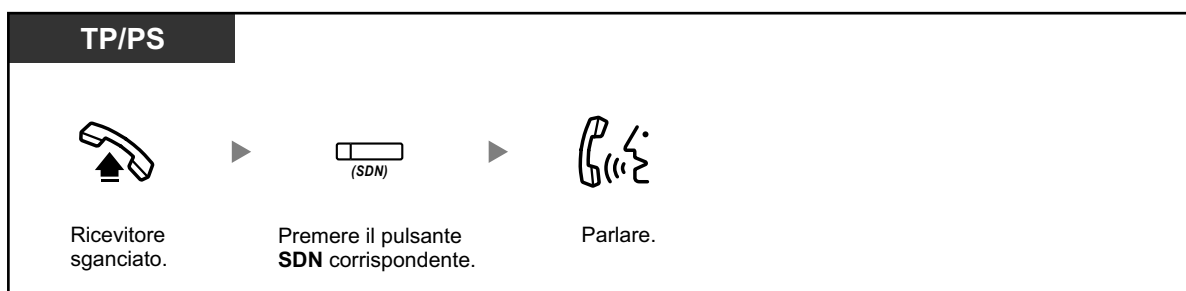 TP/PS
(SDN)
Ricevitore
sganciato.
Premere il pulsante
SDN corrispondente.
Parlare.